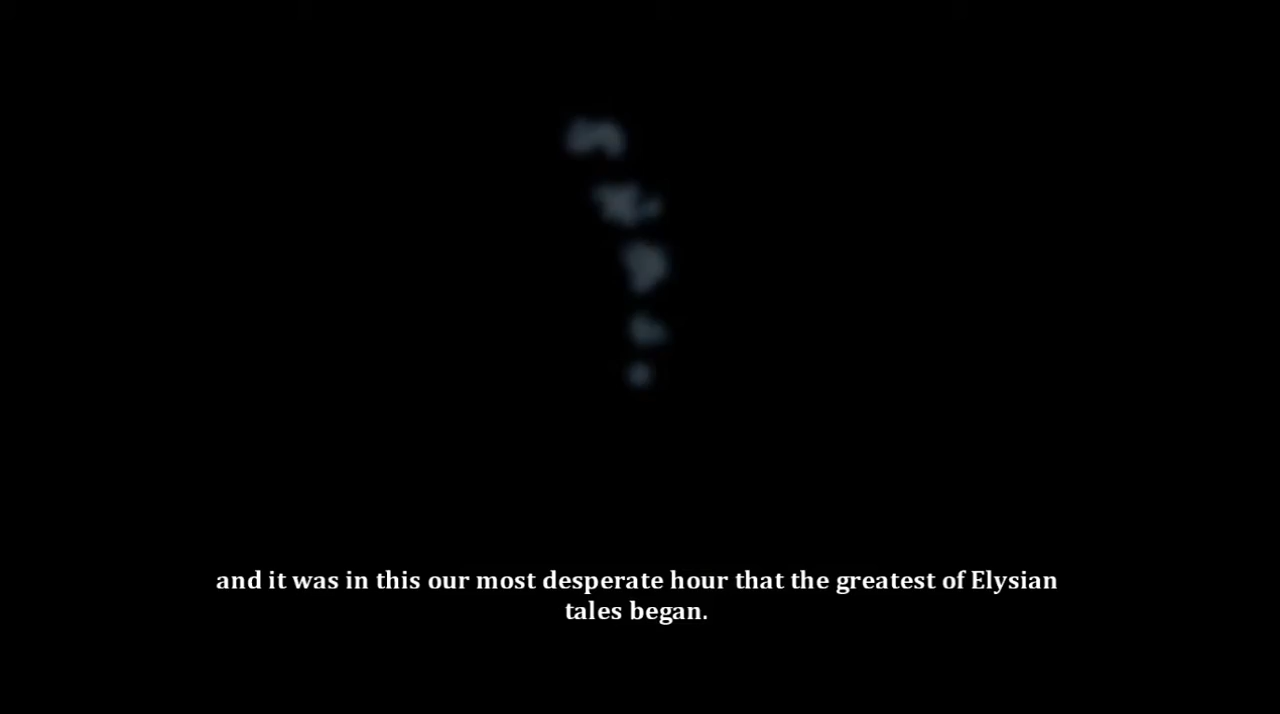 and it was in this our most desperate hour that the greatest of Elysian
tales began.